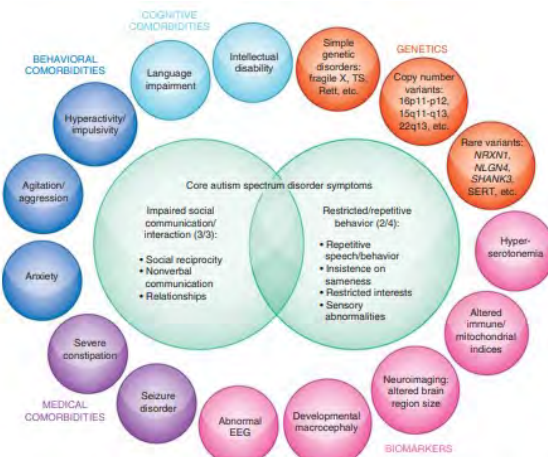 COGNITIVE
COMORBIDITIES
Intellectual
disability
Simple
genetic
disorders:
fragile X, TS,
Rett, etc.
GENETICS
BEHAVIORAL
COMORBIDITIES
Language
impairment
Copy number
variants:
16p11-p12,
15q11-q13,
22q13, etc.
Hyperactivity/
impulsivity
Rare variants:
NRXN1,
NLGN4,
SHANK3,
SERT, etc.
Agitation/
aggression
Core autism spectrum disorder symptoms
Impaired social
communication/
interaction (3/3):
• Social reciprocity
• Nonverbal
communication
• Relationships
Restricted/repetitive
behavior (2/4):
• Repetitive
speech/behavior
• Insistence on
sameness
• Restricted interests
• Sensory
abnormalities
Hyper-
serotonemia
Anxiety
Altered
immune/
mitochondrial
indices
Severe
constipation
Neuroimaging:
altered brain
region size
MEDICAL
COMORBIDITIES
Seizure
disorder
Abnormal
EEG
Developmental
macrocephaly
BIOMARKERS